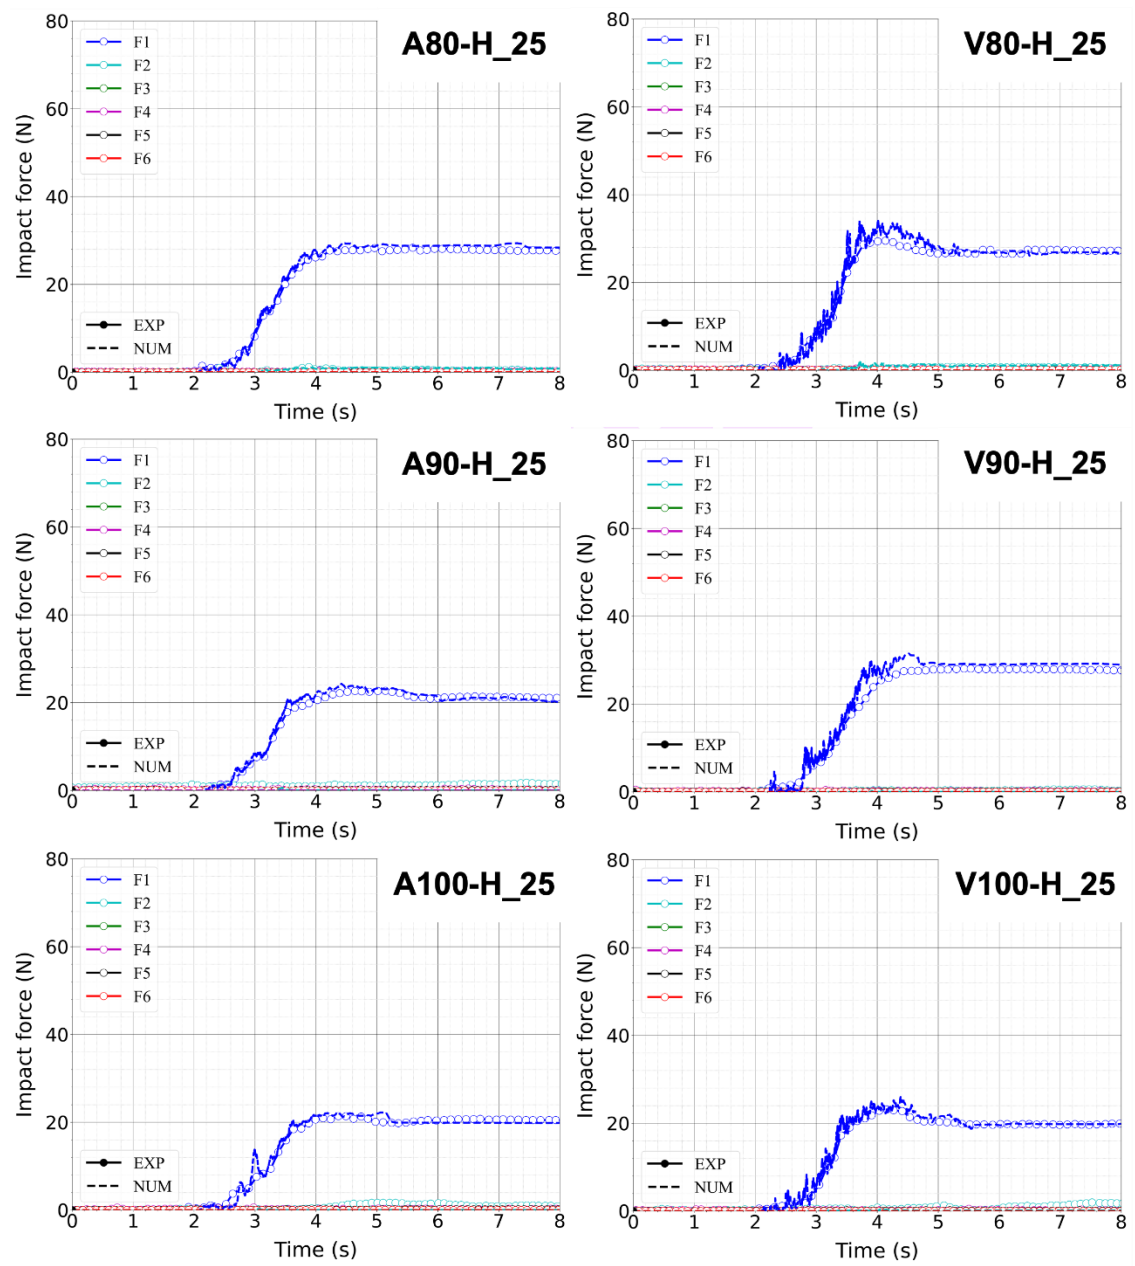 80
A80-H_25
F1
F2
F3
F4
F5
F6
60
40
20
EXP
NUM
0
0 1 2 3 4 5 6 7 8
Impact force (N)
Time (s)
80
V80-H_25
F1
F2
F3
F4
F5
F6
60
40
20
EXP
NUM
0
0 1 2 3 4 5 6 7 8
Impact force (N)
Time (s)
80
A90-H_25
F1
F2
F3
F4
F5
F6
60
40
20
EXP
NUM
0
0 1 2 3 4 5 6 7 8
Impact force (N)
Time (s)
80
V90-H_25
F1
F2
F3
F4
F5
F6
60
40
20
EXP
NUM
0
0 1 2 3 4 5 6 7 8
Impact force (N)
Time (s)
80
A100-H_25
F1
F2
F3
F4
F5
F6
60
40
20
EXP
NUM
0
0 1 2 3 4 5 6 7 8
Impact force (N)
Time (s)
80
V100-H_25
F1
F2
F3
F4
F5
F6
60
40
20
EXP
NUM
0
0 1 2 3 4 5 6 7 8
Impact force (N)
Time (s)